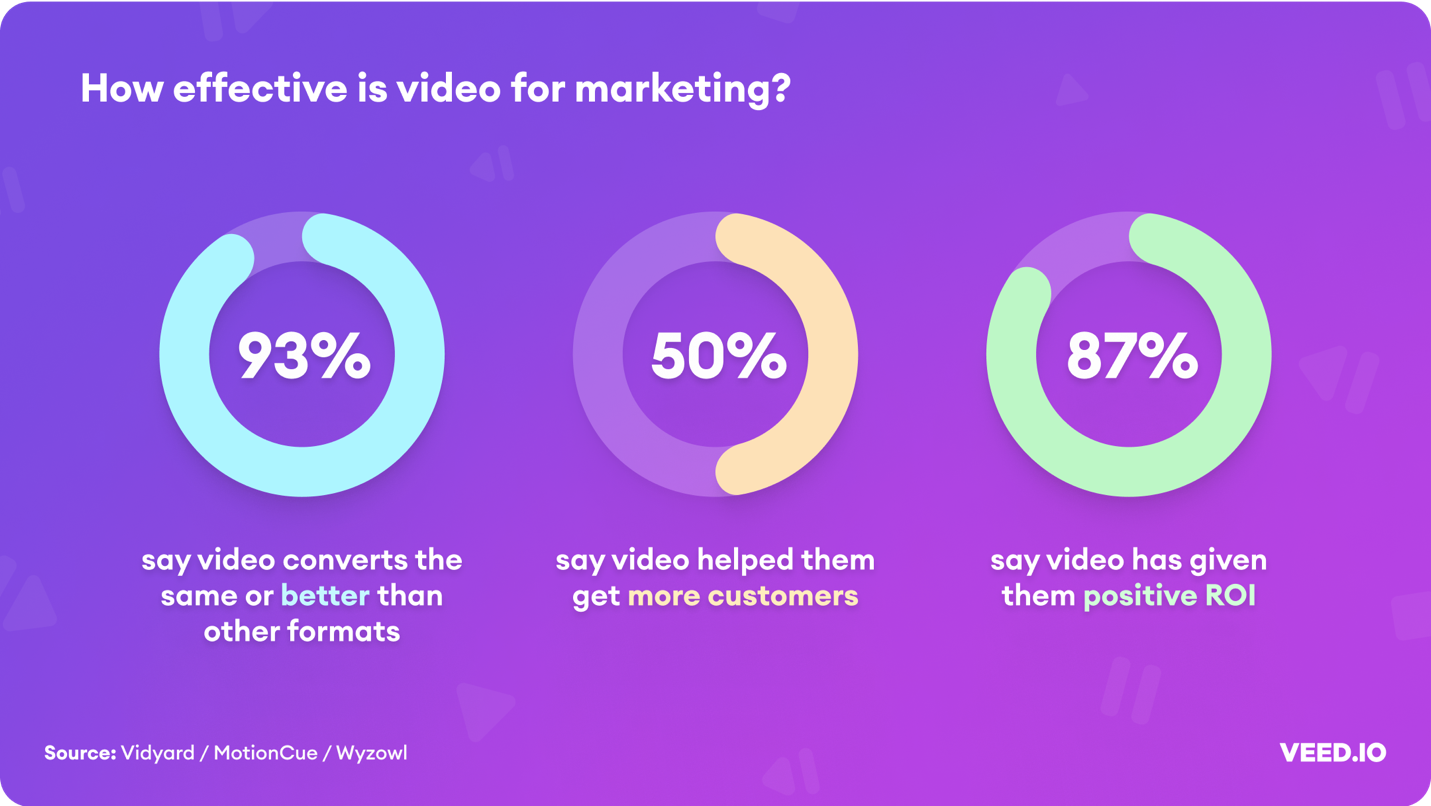 How effective is video for marketing?
93%
50%
87%
say video converts the
same or better than
other formats
say video helped them
get more customers
say video has given
them positive ROI
Source: Vidyard / MotionCue / Wyzowl
VEED.IO